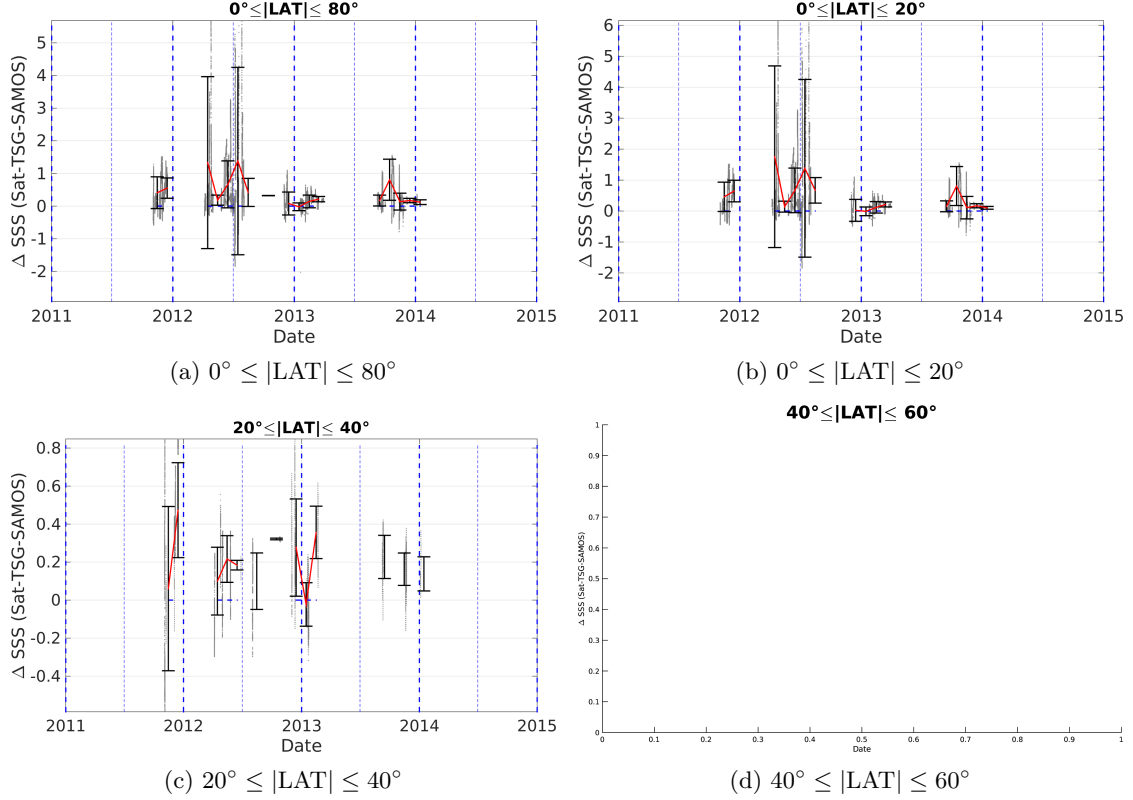 0°≤|LAT|≤ 80°
Δ SSS (Sat-TSG-SAMOS)
5
4
3
2
1
0
-1
-2
2011 2012 2013 2014 2015
Date
(a) 0° ≤ |LAT| ≤ 80°
0°≤|LAT|≤ 20°
Δ SSS (Sat-TSG-SAMOS)
6
5
4
3
2
1
0
-1
-2
2011 2012 2013 2014 2015
Date
(b) 0° ≤ |LAT| ≤ 20°
20°≤|LAT|≤ 40°
Δ SSS (Sat-TSG-SAMOS)
0.8
0.6
0.4
0.2
0
-0.2
-0.4
2011 2012 2013 2014 2015
Date
(c) 20° ≤ |LAT| ≤ 40°
40°≤|LAT|≤ 60°
Δ SSS (Sat-TSG-SAMOS)
1
0.9
0.8
0.7
0.6
0.5
0.4
0.3
0.2
0.1
0
0 0.1 0.2 0.3 0.4 0.5 0.6 0.7 0.8 0.9 1
Date
(d) 40° ≤ |LAT| ≤ 60°